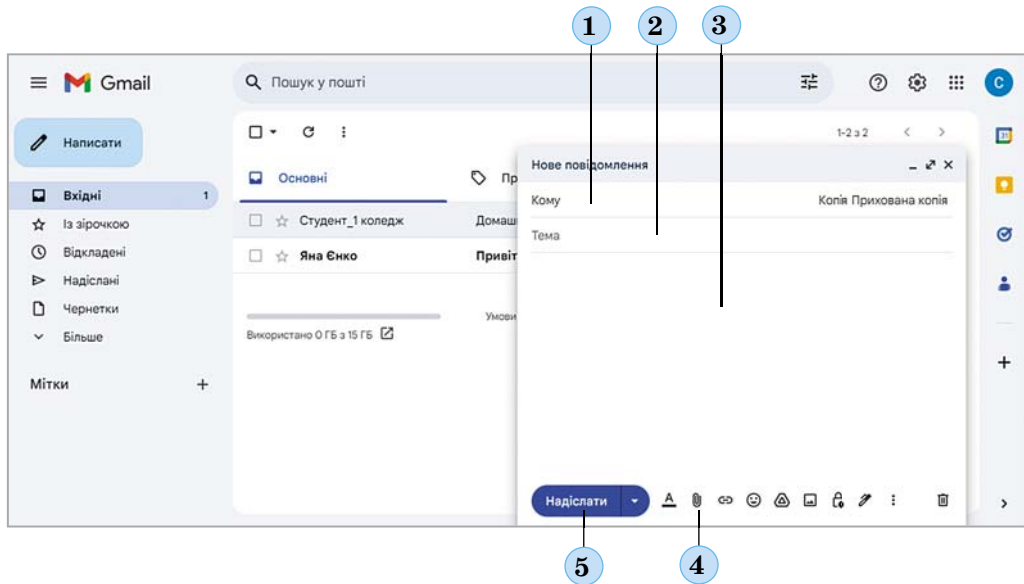 1 2 3
Gmail
Пошук у пошті
C
Написати
1-2 з 2
31
Нове повідомлення
Основні
Пр
Вхідні 1
Кому
Копія Прихована копія
Студент_1 коледж
Домаш
Із зірочкою
Тема
Відкладені
Яна Єнко
Привіт
Надіслані
Чернетки
Умови
Використано 0 ГБ з 15 ГБ
Більше
Мітки
Надіслати
A
5 4